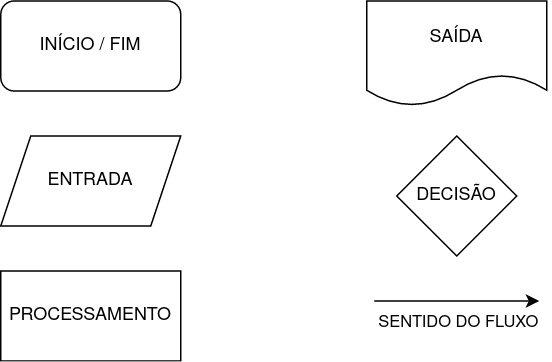 INÍCIO / FIM
SAÍDA
ENTRADA
DECISÃO
PROCESSAMENTO
SENTIDO DO FLUXO